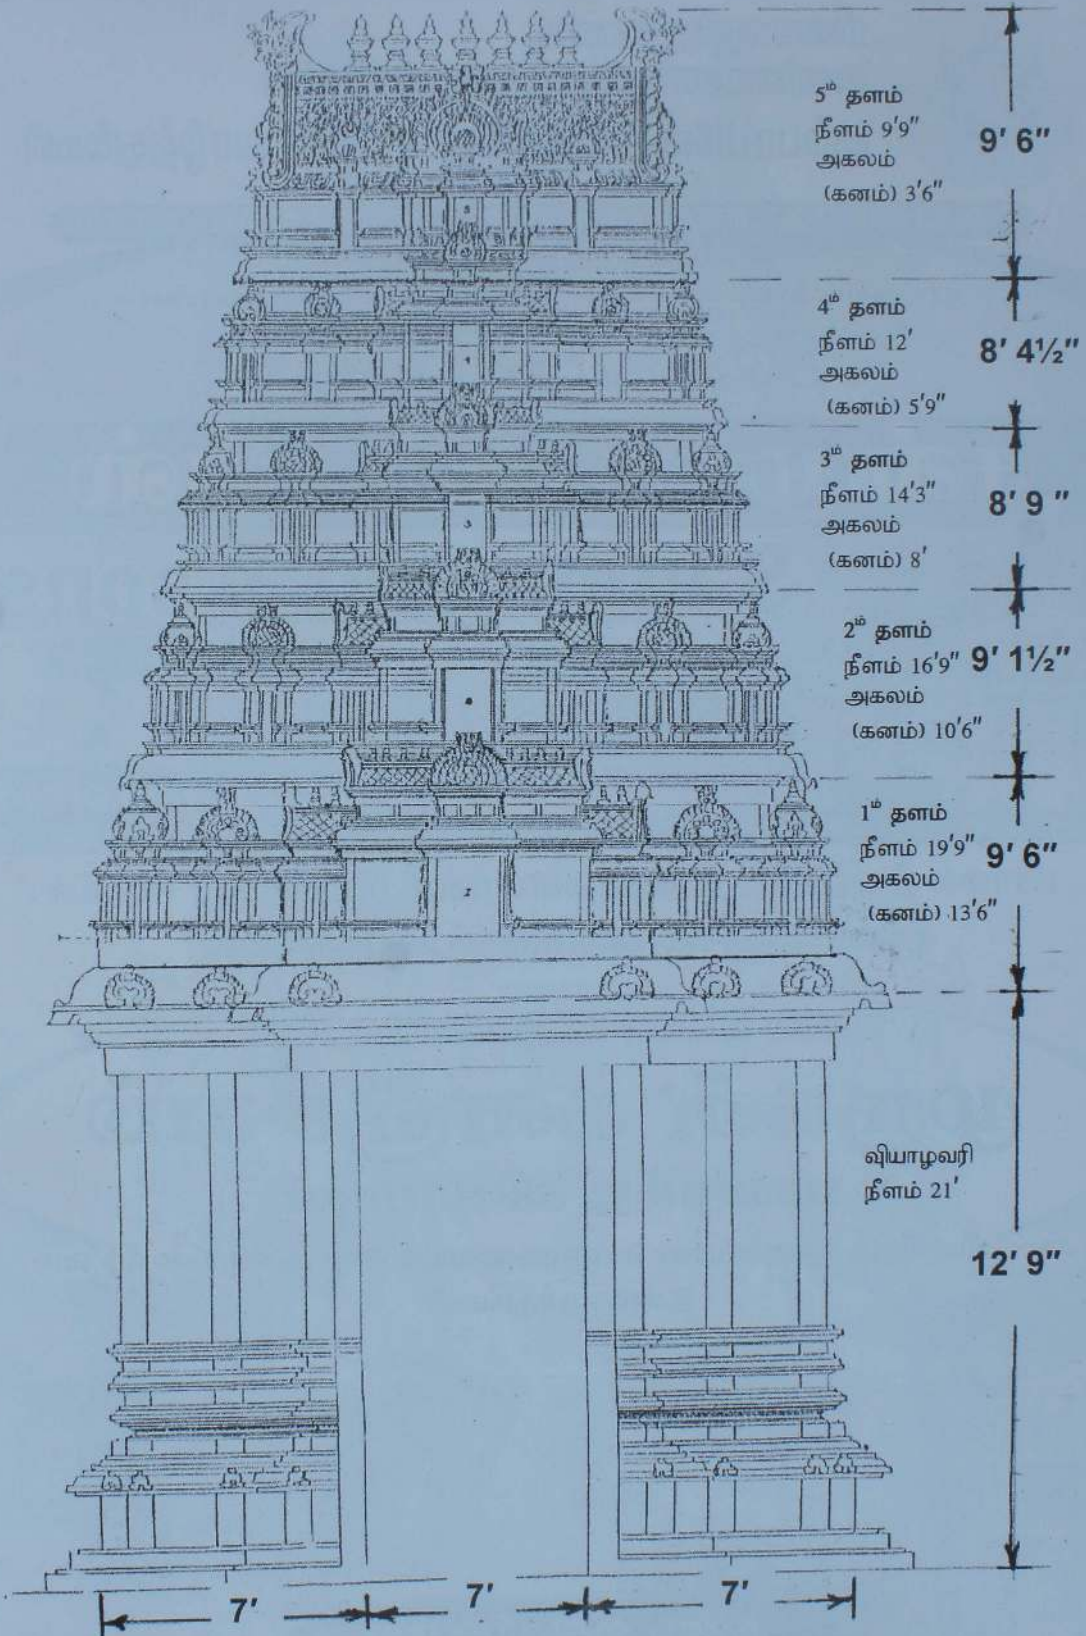 5ம் தளம்
நீளம் 9'9"
அகலம்
(கனம்) 3'6"
9' 6"
4ம் தளம்
நீளம் 12'
அகலம்
(கனம்) 5'9"
8' 4½"
3ம் தளம்
நீளம் 14'3"
அகலம்
(கனம்) 8'
8' 9 "
2ம் தளம்
நீளம் 16'9"
அகலம்
(கனம்) 10'6"
9' 1½"
1ம் தளம்
நீளம் 19'9"
அகலம்
(கனம்) 13'6"
9' 6"
வியாழவரி
நீளம் 21'
12' 9"
7'
7'
7'